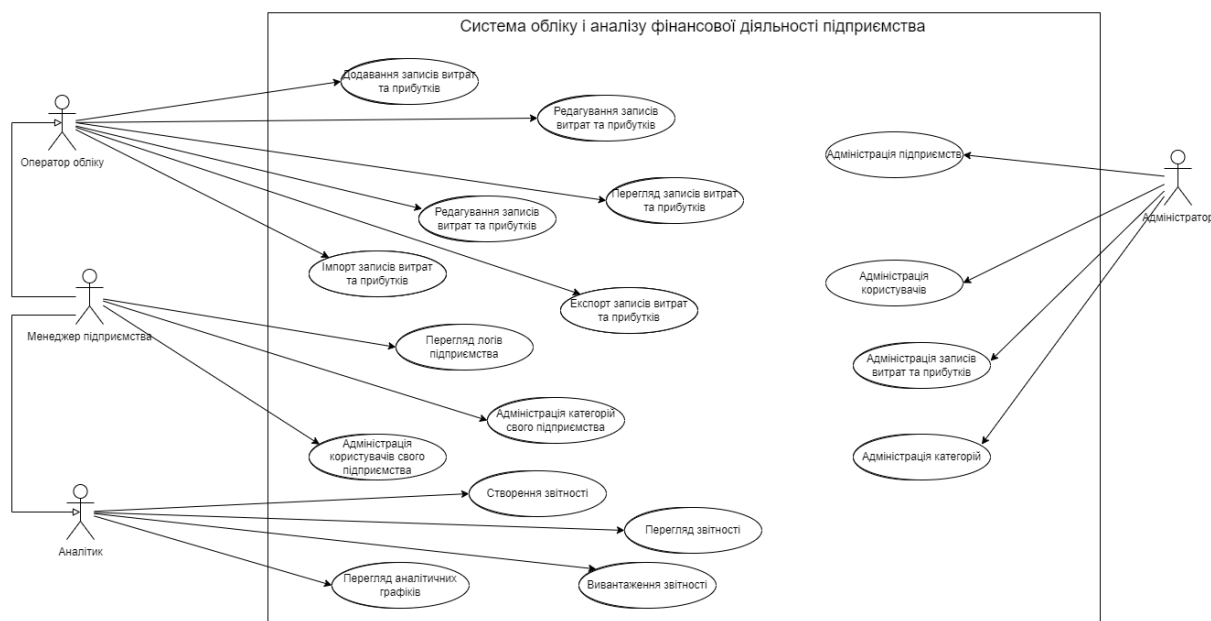 Система обліку і аналізу фінансової діяльності підприємства
Додавання записів витрат
та прибутків
Редагування записів
витрат та прибутків
Оператор обліку
Адміністрація підприємств
Перегляд записів витрат
та прибутків
Редагування записів
витрат та прибутків
Адміністратор
Імпорт записів витрат
та прибутків
Адміністрація
користувачів
Експорт записів витрат
та прибутків
Менеджер підприємства
Перегляд логів
підприємства
Адміністрація записів
витрат та прибутків
Адміністрація категорій
свого підприємства
Адміністрація
користувачів свого
підприємства
Адміністрація категорій
Створення звітності
Перегляд звітності
Аналітик
Перегляд аналітичних
графіків
Вивантаження звітності